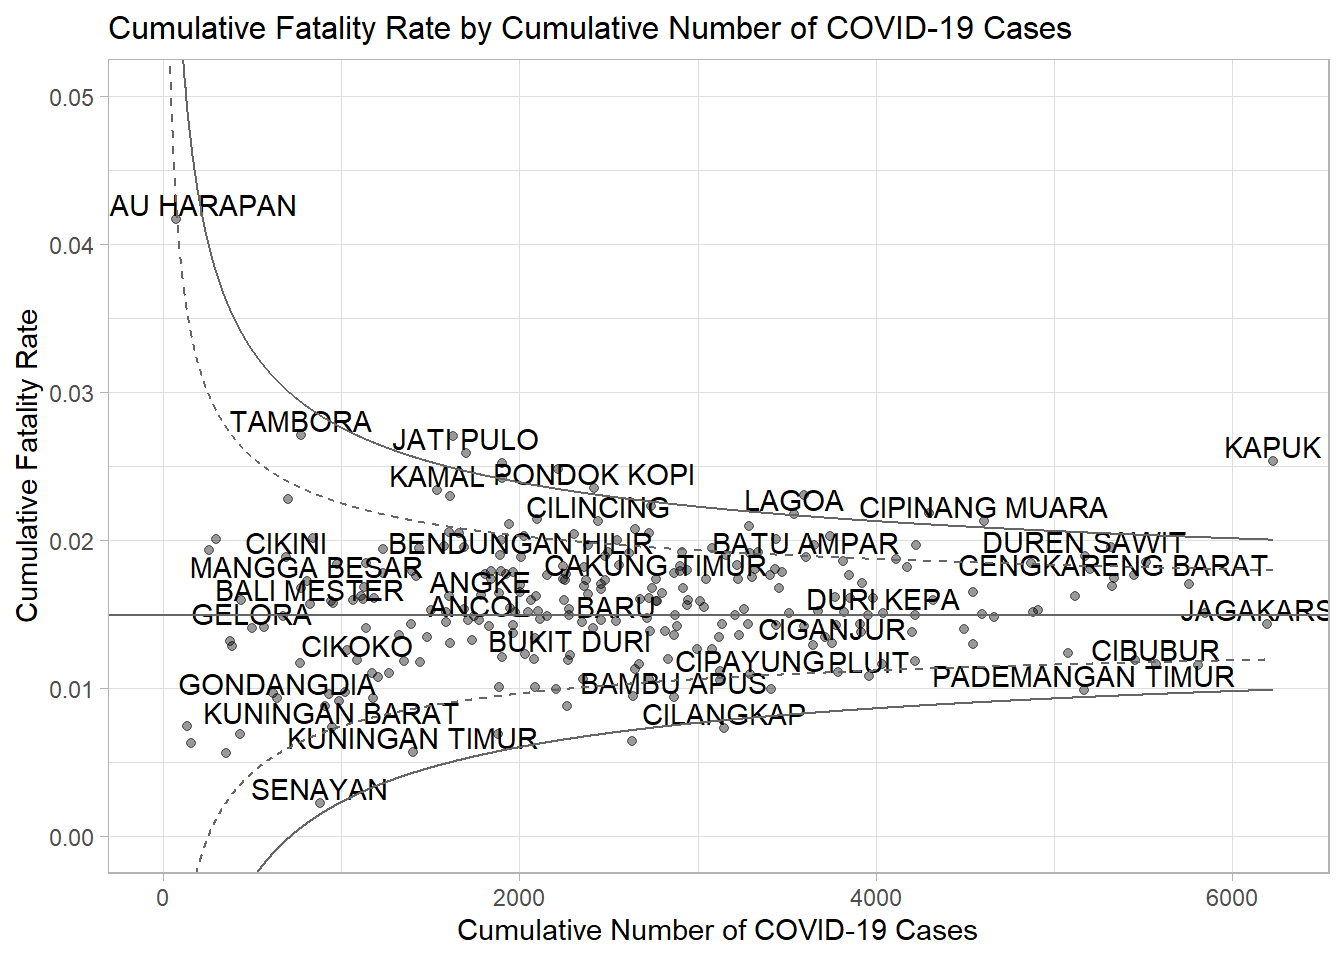 Cumulative Fatality Rate by Cumulative Number of COVID-19 Cases
Cumulative Fatality Rate
0.05
0.04
0.03
0.02
0.01
0.00
AU HARAPAN
TAMBORA
JATI PULO
KAPUK
KAMAL
PONDOK KOPI
CILINCING
LAGOA
CIPINANG MUARA
CIKINI
BENDUNGAN HILIR
BATU AMPAR
DUREN SAWIT
MANGGA BESAR
CAKUNG TIMUR
CENGKARENG BARAT
BALI MESTER
ANGKE
GELORA
ANCOL
BARU
DURI KEPA
JAGAKARS
CIKOKO
BUKIT DURI
CIGANJUR
CIPAYUNG
PLUIT
CIBUBUR
GONDANGDIA
BAMBU APUS
PADEMANGAN TIMUR
KUNINGAN BARAT
CILANGKAP
KUNINGAN TIMUR
SENAYAN
0
2000
4000
6000
Cumulative Number of COVID-19 Cases